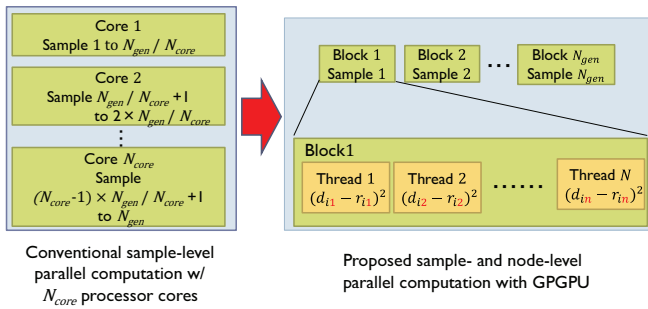 Core 1
Sample 1 to N_gen / N_core
Core 2
Sample N_gen / N_core +1
to 2 × N_gen / N_core
⋮
Core N_core
Sample
(N_core-1) × N_gen / N_core +1
to N_gen
Conventional sample-level
parallel computation w/
N_core processor cores
Block 1
Sample 1
Block 2
Sample 2
···
Block N_gen
Sample N_gen
Block1
Thread 1
(d_i1 − r_i1)²
Thread 2
(d_i2 − r_i2)²
······
Thread N
(d_in − r_in)²
Proposed sample- and node-level
parallel computation with GPGPU